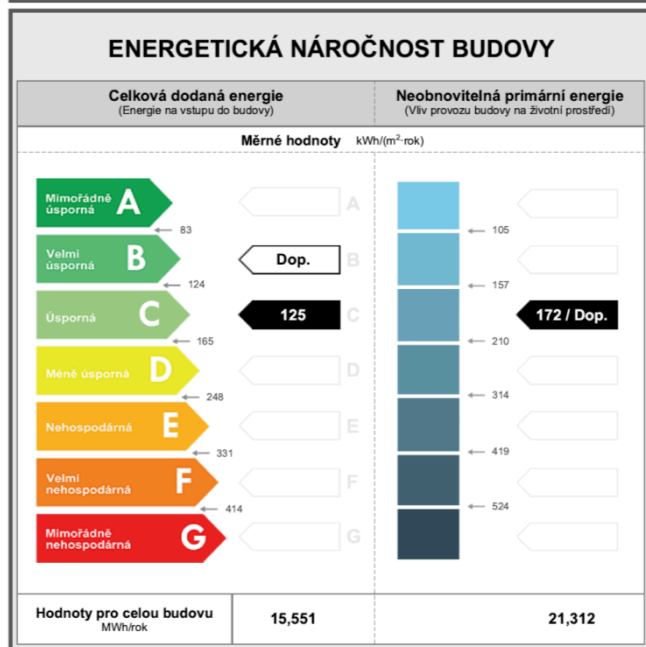 ENERGETICKÁ NÁROČNOST BUDOVY
Celková dodaná energie
(Energie na vstupu do budovy)
Neobnovitelná primární energie
(Vliv provozu budovy na životní prostředí)
Měrné hodnoty kWh/(m²·rok)
Mimořádně
úsporná
A
A
83
105
Velmi
úsporná
B
Dop.
B
124
157
Úsporná
C
125
C
172 / Dop.
165
210
Méně úsporná
D
D
248
314
Nehospodárná
E
E
331
419
Velmi
nehospodárná
F
F
414
524
Mimořádně
nehospodárná
G
G
Hodnoty pro celou budovu
MWh/rok
15,551
21,312